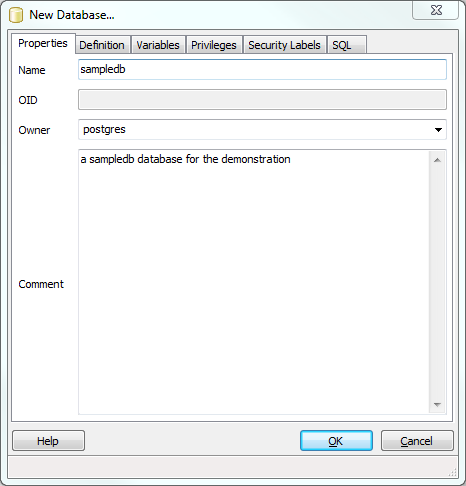 New Database...
Properties Definition Variables Privileges Security Labels SQL
Name sampledb
OID
Owner postgres
a sampledb database for the demonstration
Comment
Help OK Cancel